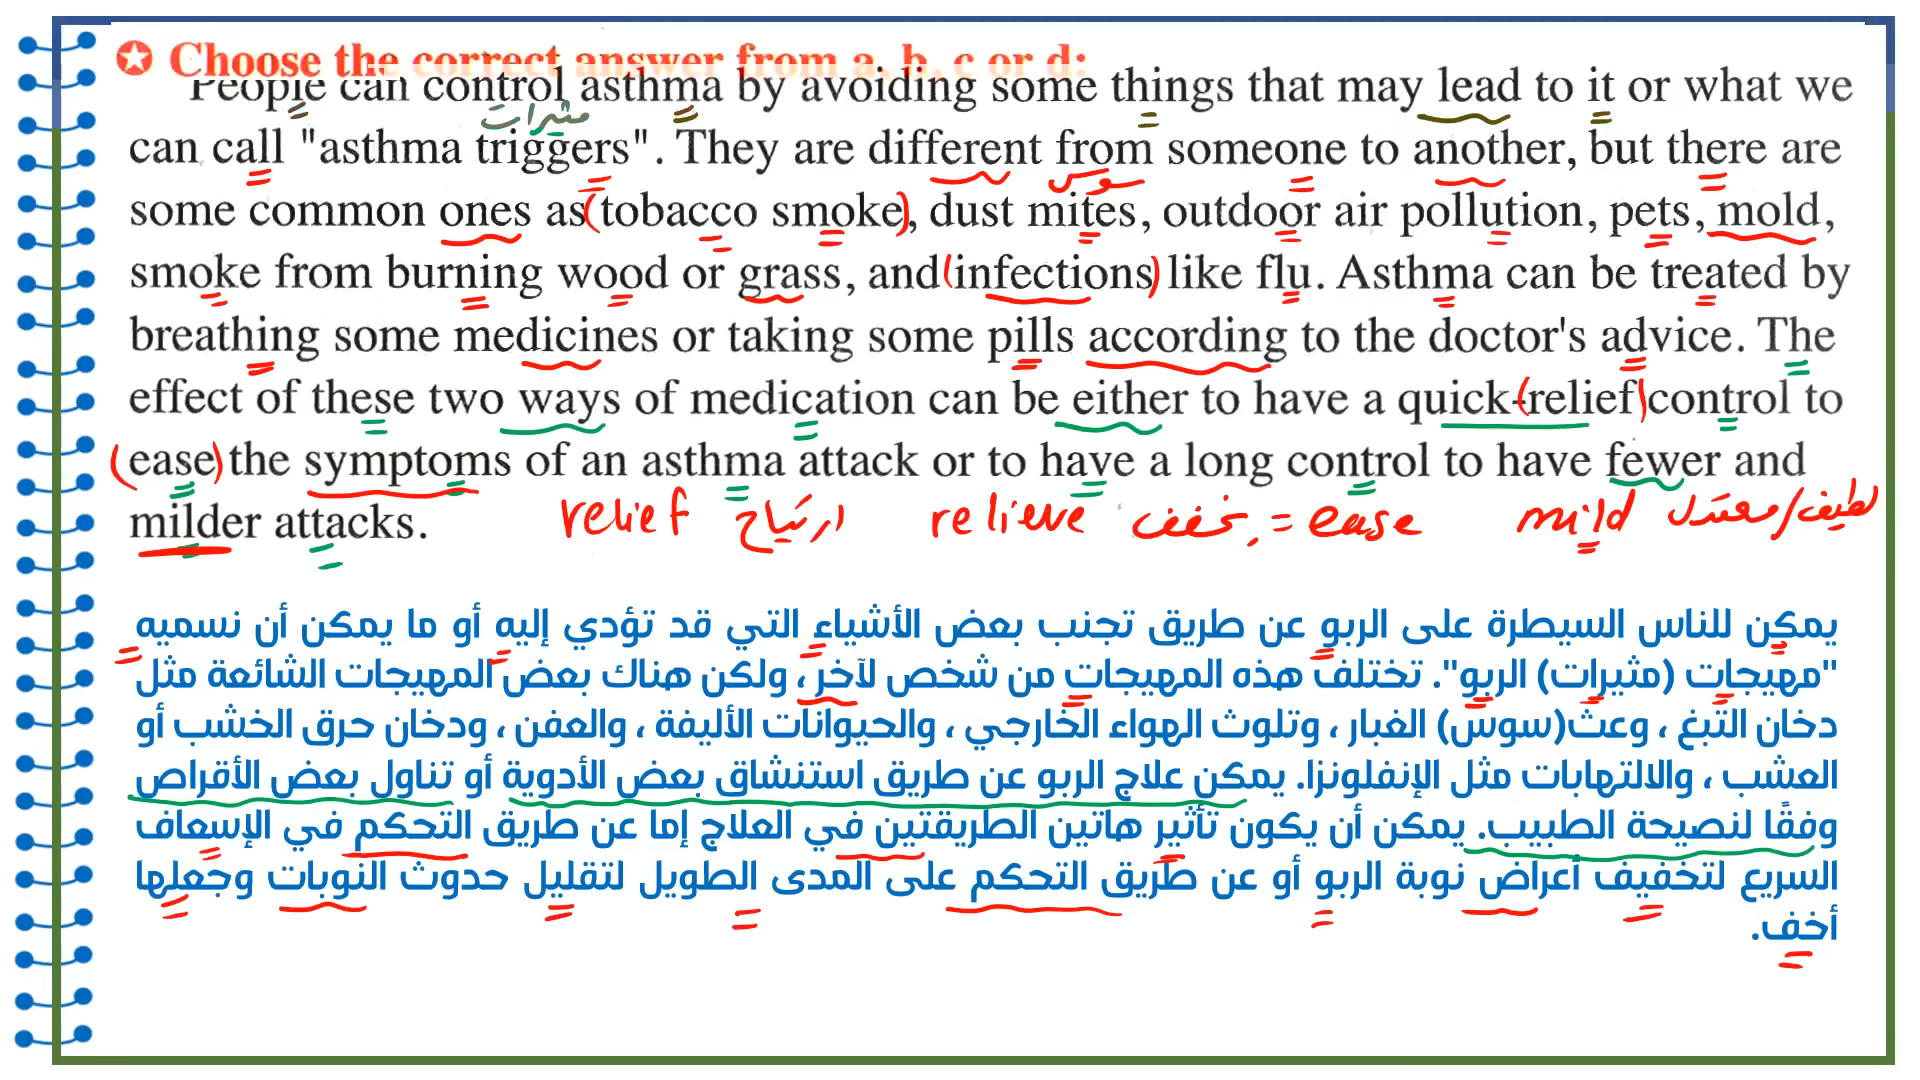 Choose the correct answer from a, b, c or d:
People can control asthma by avoiding some things that may lead to it or what we
مثيرات
can call "asthma triggers". They are different from someone to another, but there are
سوس
some common ones as (tobacco smoke), dust mites, outdoor air pollution, pets, mold,
smoke from burning wood or grass, and (infections) like flu. Asthma can be treated by
breathing some medicines or taking some pills according to the doctor's advice. The
effect of these two ways of medication can be either to have a quick-(relief) control to
(ease) the symptoms of an asthma attack or to have a long control to have fewer and
milder attacks. relief ارتياح relieve يخفف = ease mild لطيف/معتدل
يمكن للناس السيطرة على الربو عن طريق تجنب بعض الأشياء التي قد تؤدي إليه أو ما يمكن أن نسميه
"مهيجات (مثيرات) الربو". تختلف هذه المهيجات من شخص لآخر ، ولكن هناك بعض المهيجات الشائعة مثل
دخان التبغ ، وعث(سوس) الغبار ، وتلوث الهواء الخارجي ، والحيوانات الأليفة ، والعفن ، ودخان حرق الخشب أو
العشب ، والالتهابات مثل الإنفلونزا. يمكن علاج الربو عن طريق استنشاق بعض الأدوية أو تناول بعض الأقراص
وفقًا لنصيحة الطبيب. يمكن أن يكون تأثير هاتين الطريقتين في العلاج إما عن طريق التحكم في الإسعاف
السريع لتخفيف أعراض نوبة الربو أو عن طريق التحكم على المدى الطويل لتقليل حدوث النوبات وجعلها
أخف.